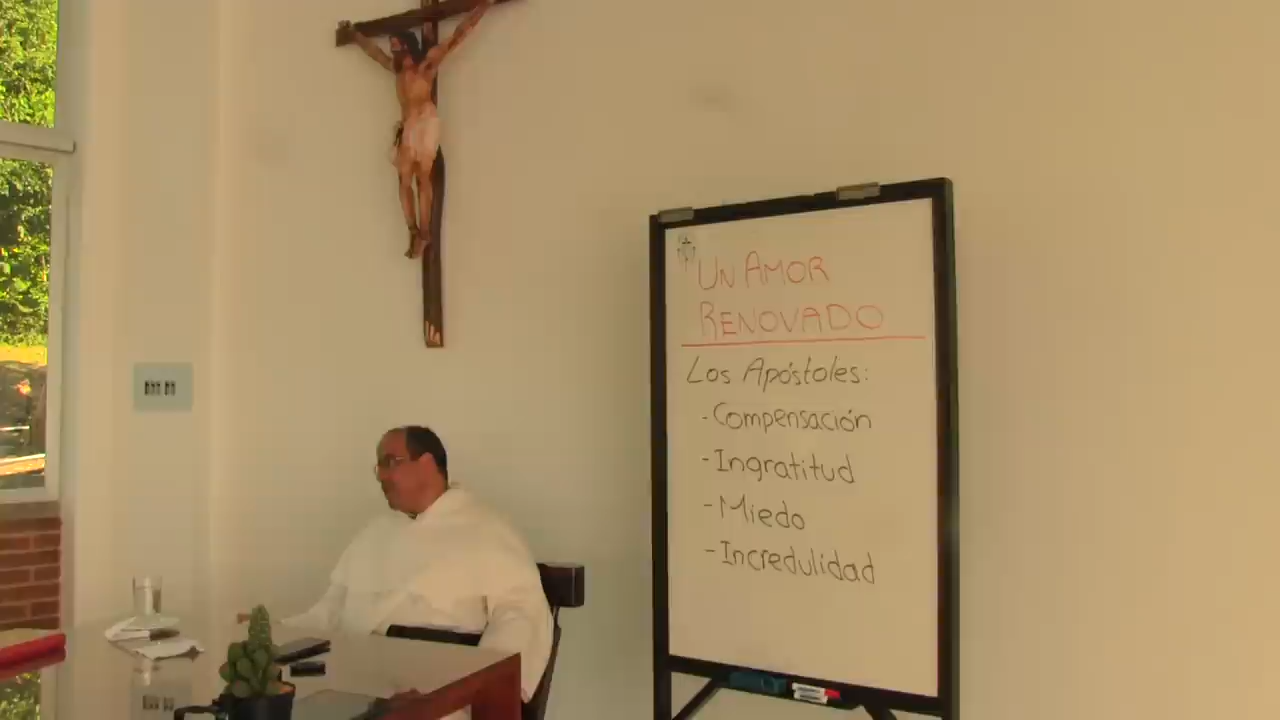 UN AMOR
RENOVADO
Los Apóstoles:
-Compensación
-Ingratitud
-Miedo
-Incredulidad